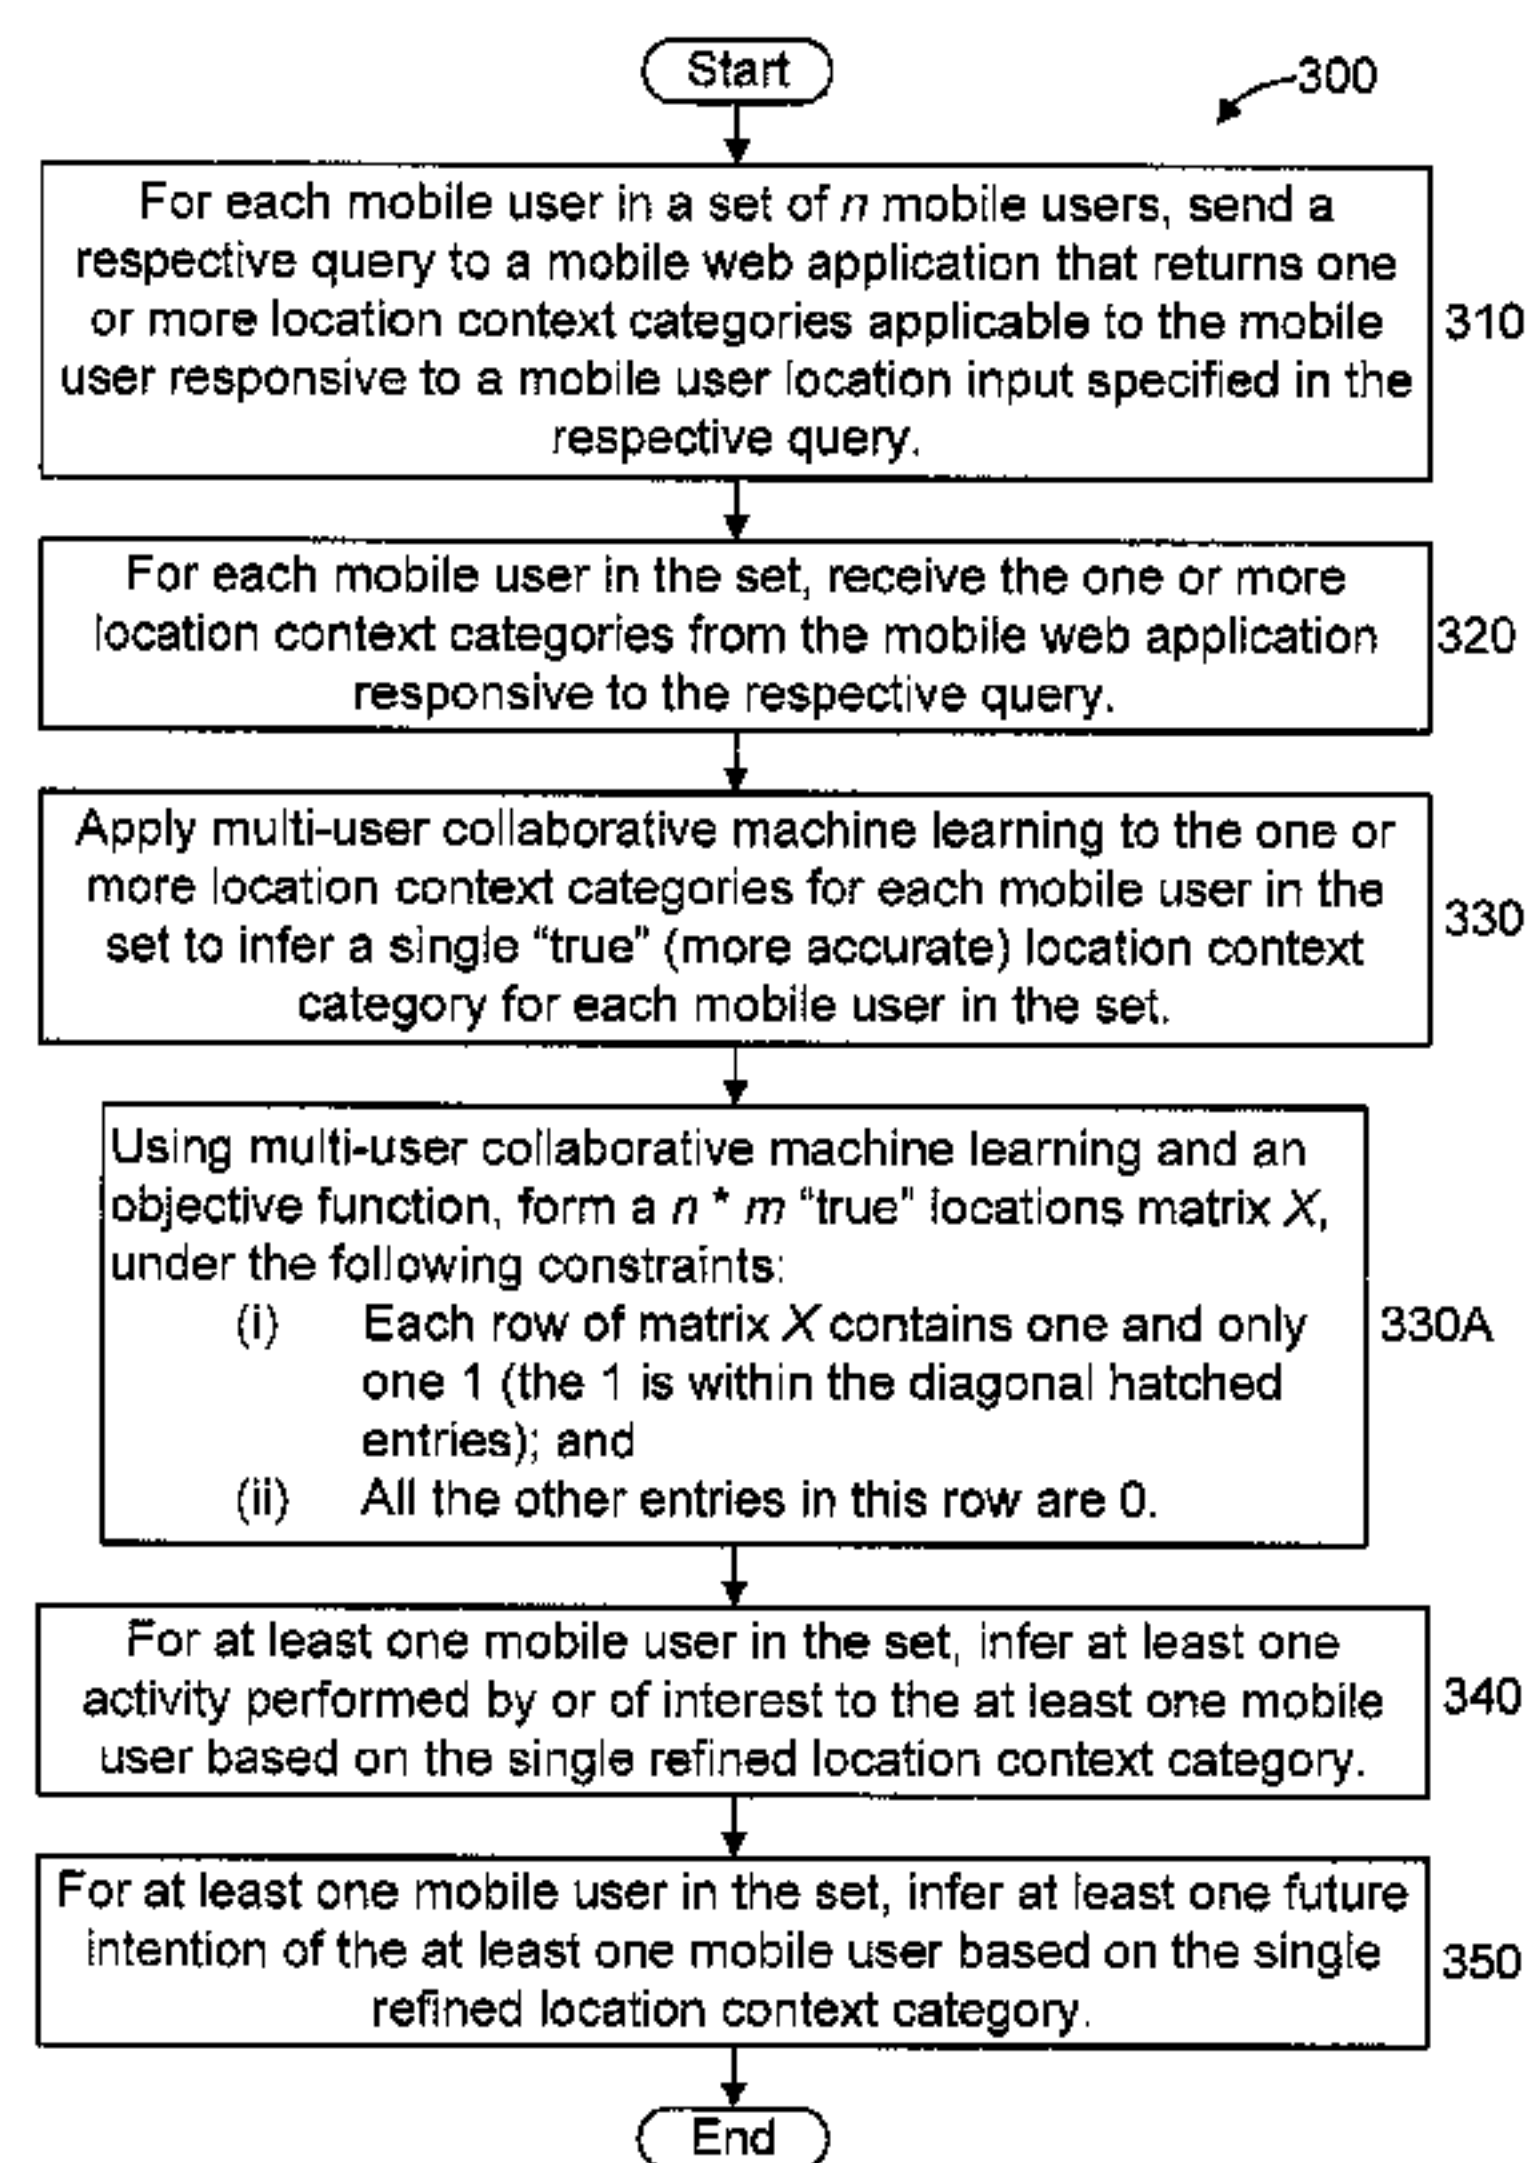 Start
300
For each mobile user in a set of n mobile users, send a
respective query to a mobile web application that returns one
or more location context categories applicable to the mobile
user responsive to a mobile user location input specified in the
respective query.
310
For each mobile user in the set, receive the one or more
location context categories from the mobile web application
responsive to the respective query.
320
Apply multi-user collaborative machine learning to the one or
more location context categories for each mobile user in the
set to infer a single “true” (more accurate) location context
category for each mobile user in the set.
330
Using multi-user collaborative machine learning and an
objective function, form a n * m “true” locations matrix X,
under the following constraints:
(i) Each row of matrix X contains one and only
one 1 (the 1 is within the diagonal hatched
entries); and
(ii) All the other entries in this row are 0.
330A
For at least one mobile user in the set, infer at least one
activity performed by or of interest to the at least one mobile
user based on the single refined location context category.
340
For at least one mobile user in the set, infer at least one future
intention of the at least one mobile user based on the single
refined location context category.
350
End